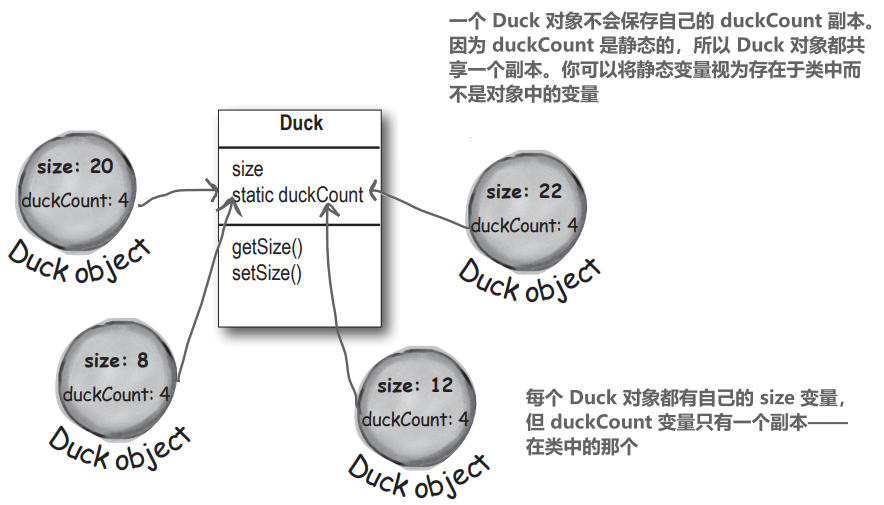 一个 Duck 对象不会保存自己的 duckCount 副本。
因为 duckCount 是静态的，所以 Duck 对象都共
享一个副本。你可以将静态变量视为存在于类中而
不是对象中的变量
Duck
size
static duckCount
getSize()
setSize()
size: 20
duckCount: 4
Duck object
size: 22
duckCount: 4
Duck object
size: 8
duckCount: 4
Duck object
size: 12
duckCount: 4
Duck object
每个 Duck 对象都有自己的 size 变量，
但 duckCount 变量只有一个副本——
在类中的那个